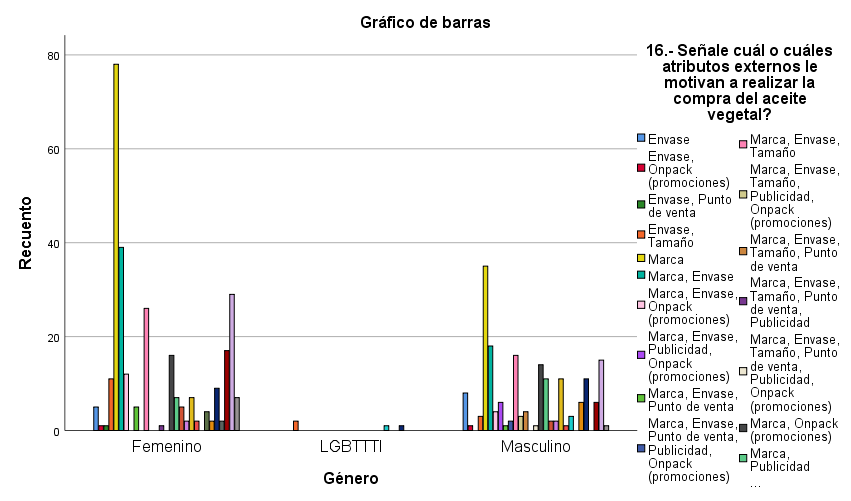 Gráfico de barras
80
60
40
20
0
Recuento
Femenino
LGBTTTI
Masculino
Género
16.- Señale cuál o cuáles
atributos externos le
motivan a realizar la
compra del aceite
vegetal?
Envase
Envase,
Onpack
(promociones)
Envase, Punto
de venta
Envase,
Tamaño
Marca
Marca, Envase
Marca, Envase,
Onpack
(promociones)
Marca, Envase,
Publicidad,
Onpack
(promociones)
Marca, Envase,
Punto de venta
Marca, Envase,
Punto de venta,
Publicidad,
Onpack
(promociones)
Marca, Envase,
Tamaño
Marca, Envase,
Tamaño,
Publicidad,
Onpack
(promociones)
Marca, Envase,
Tamaño, Punto
de venta
Marca, Envase,
Tamaño, Punto
de venta,
Publicidad
Marca, Envase,
Tamaño, Punto
de venta,
Publicidad,
Onpack
(promociones)
Marca, Onpack
(promociones)
Marca,
Publicidad
...